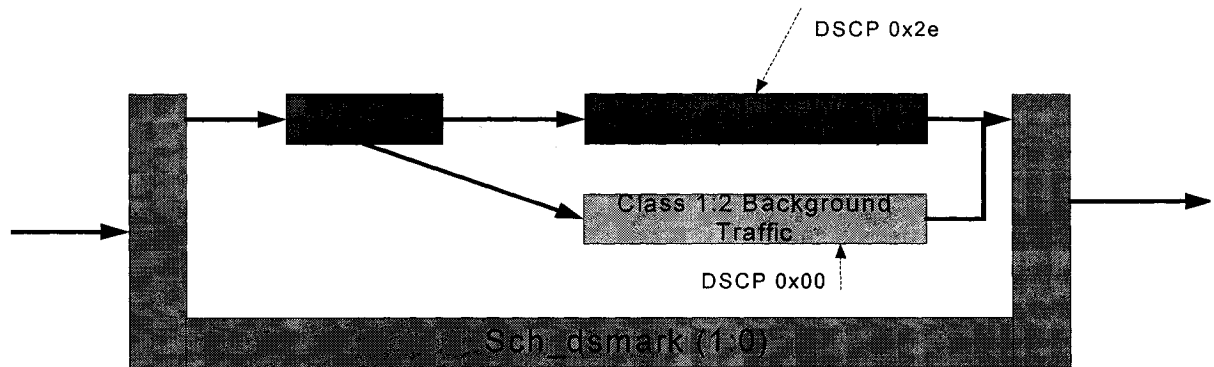 DSCP 0x2e
Class 1:2 Background
Traffic
DSCP 0x00
Sch_dsmark (1:0)